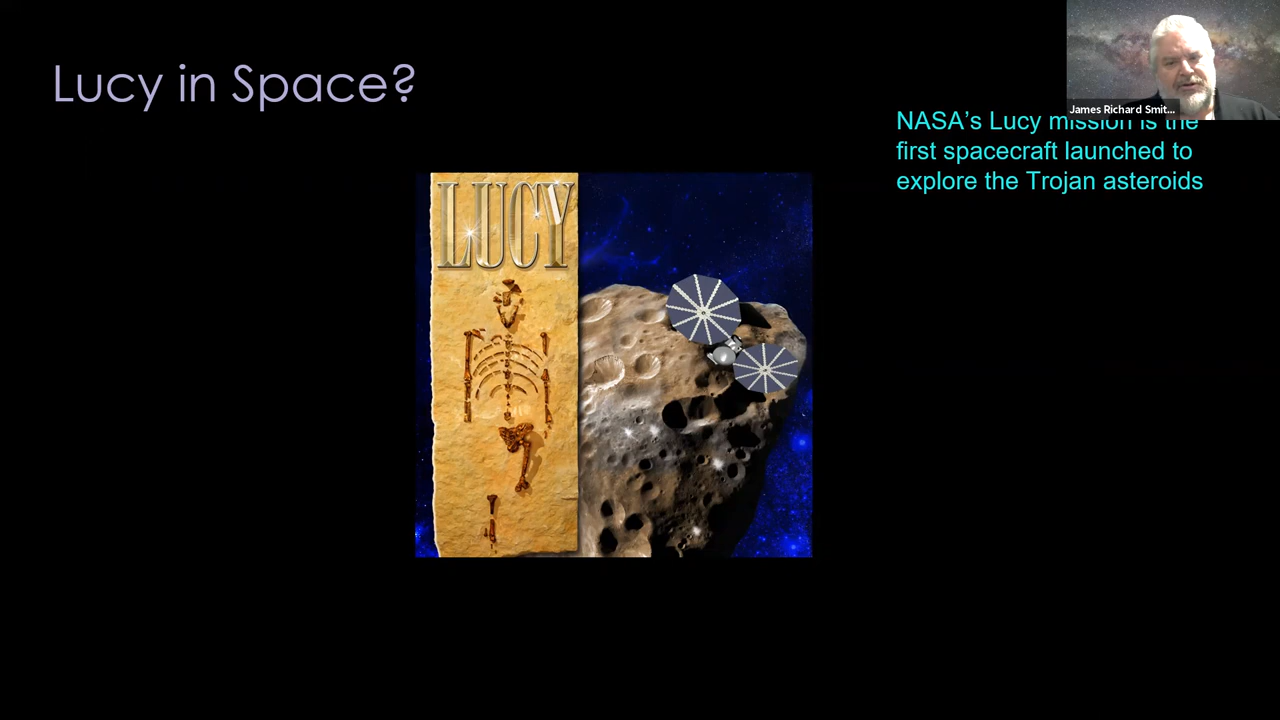 Lucy in Space?
James Richard Smit...
NASA's Lucy mission is the
first spacecraft launched to
explore the Trojan asteroids
LUCY